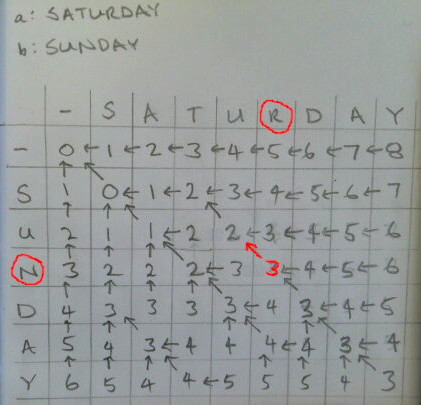 a: SATURDAY
b: SUNDAY
- S A T U R D A Y
- 0 ← 1 ← 2 ← 3 ← 4 ← 5 ← 6 ← 7 ← 8
S 1 0 ← 1 ← 2 ← 3 ← 4 ← 5 ← 6 ← 7
U 2 1 1 ← 2 2 ← 3 ← 4 ← 5 ← 6
N 3 2 2 2 ← 3 3 ← 4 ← 5 ← 6
D 4 3 3 3 3 ← 4 3 ← 4 ← 5
A 5 4 3 ← 4 4 4 ← 4 3 ← 4
Y 6 5 4 4 ← 5 5 5 4 3